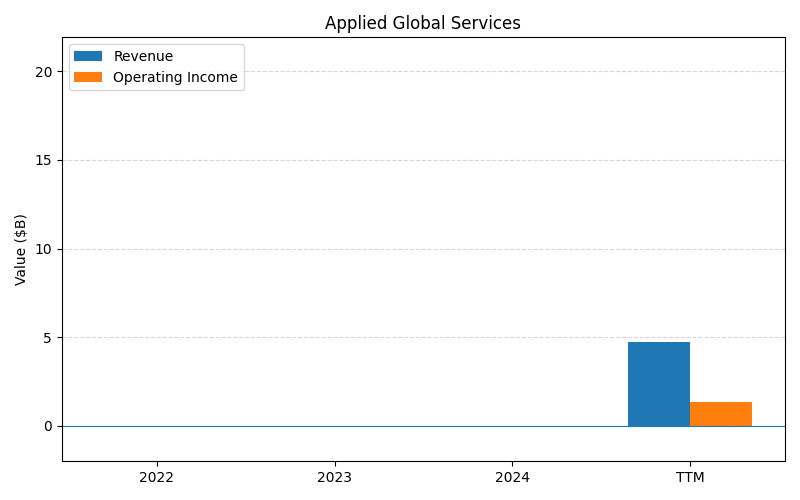 Applied Global Services
Revenue
Operating Income
Value ($B)
20
15
10
5
0
2022
2023
2024
TTM